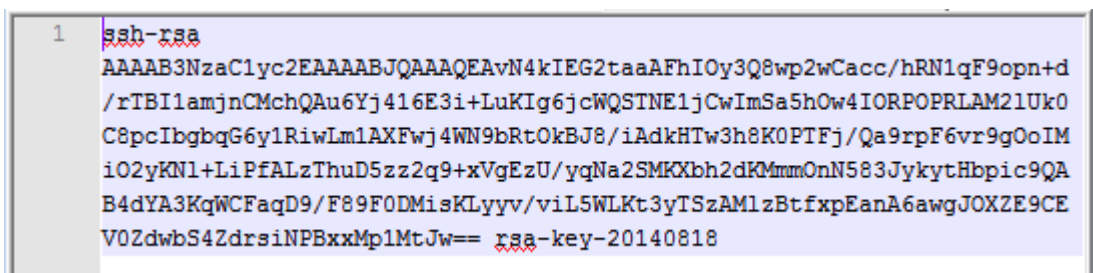 1 ssh-rsa
AAAAB3NzaC1yc2EAAAABJQAAAQEAvN4kIEG2taaAFhIOy3Q8wp2wCacc/hRN1qF9opn+d
/rTBI1amjnCMchQAu6Yj416E3i+LuKIg6jcWQSTNE1jCwImSa5hOw4IORPOPRLAM2lUk0
C8pcIbgbqG6y1RiwLm1AXFwj4WN9bRtOkBJ8/iAdkHTw3h8K0PTFj/Qa9rpF6vr9gOoIM
iO2yKNl+LiPfALzThuD5zz2q9+xVgEzU/yqNa2SMKXbh2dKMmmOnN583JykytHbpic9QA
B4dYA3KqWCFaqD9/F89F0DMisKLyyv/viL5WLKt3yTSzAMlzBtfxpEanA6awgJOXZE9CE
V0ZdwbS4ZdrsiNPBxxMp1MtJw== rsa-key-20140818